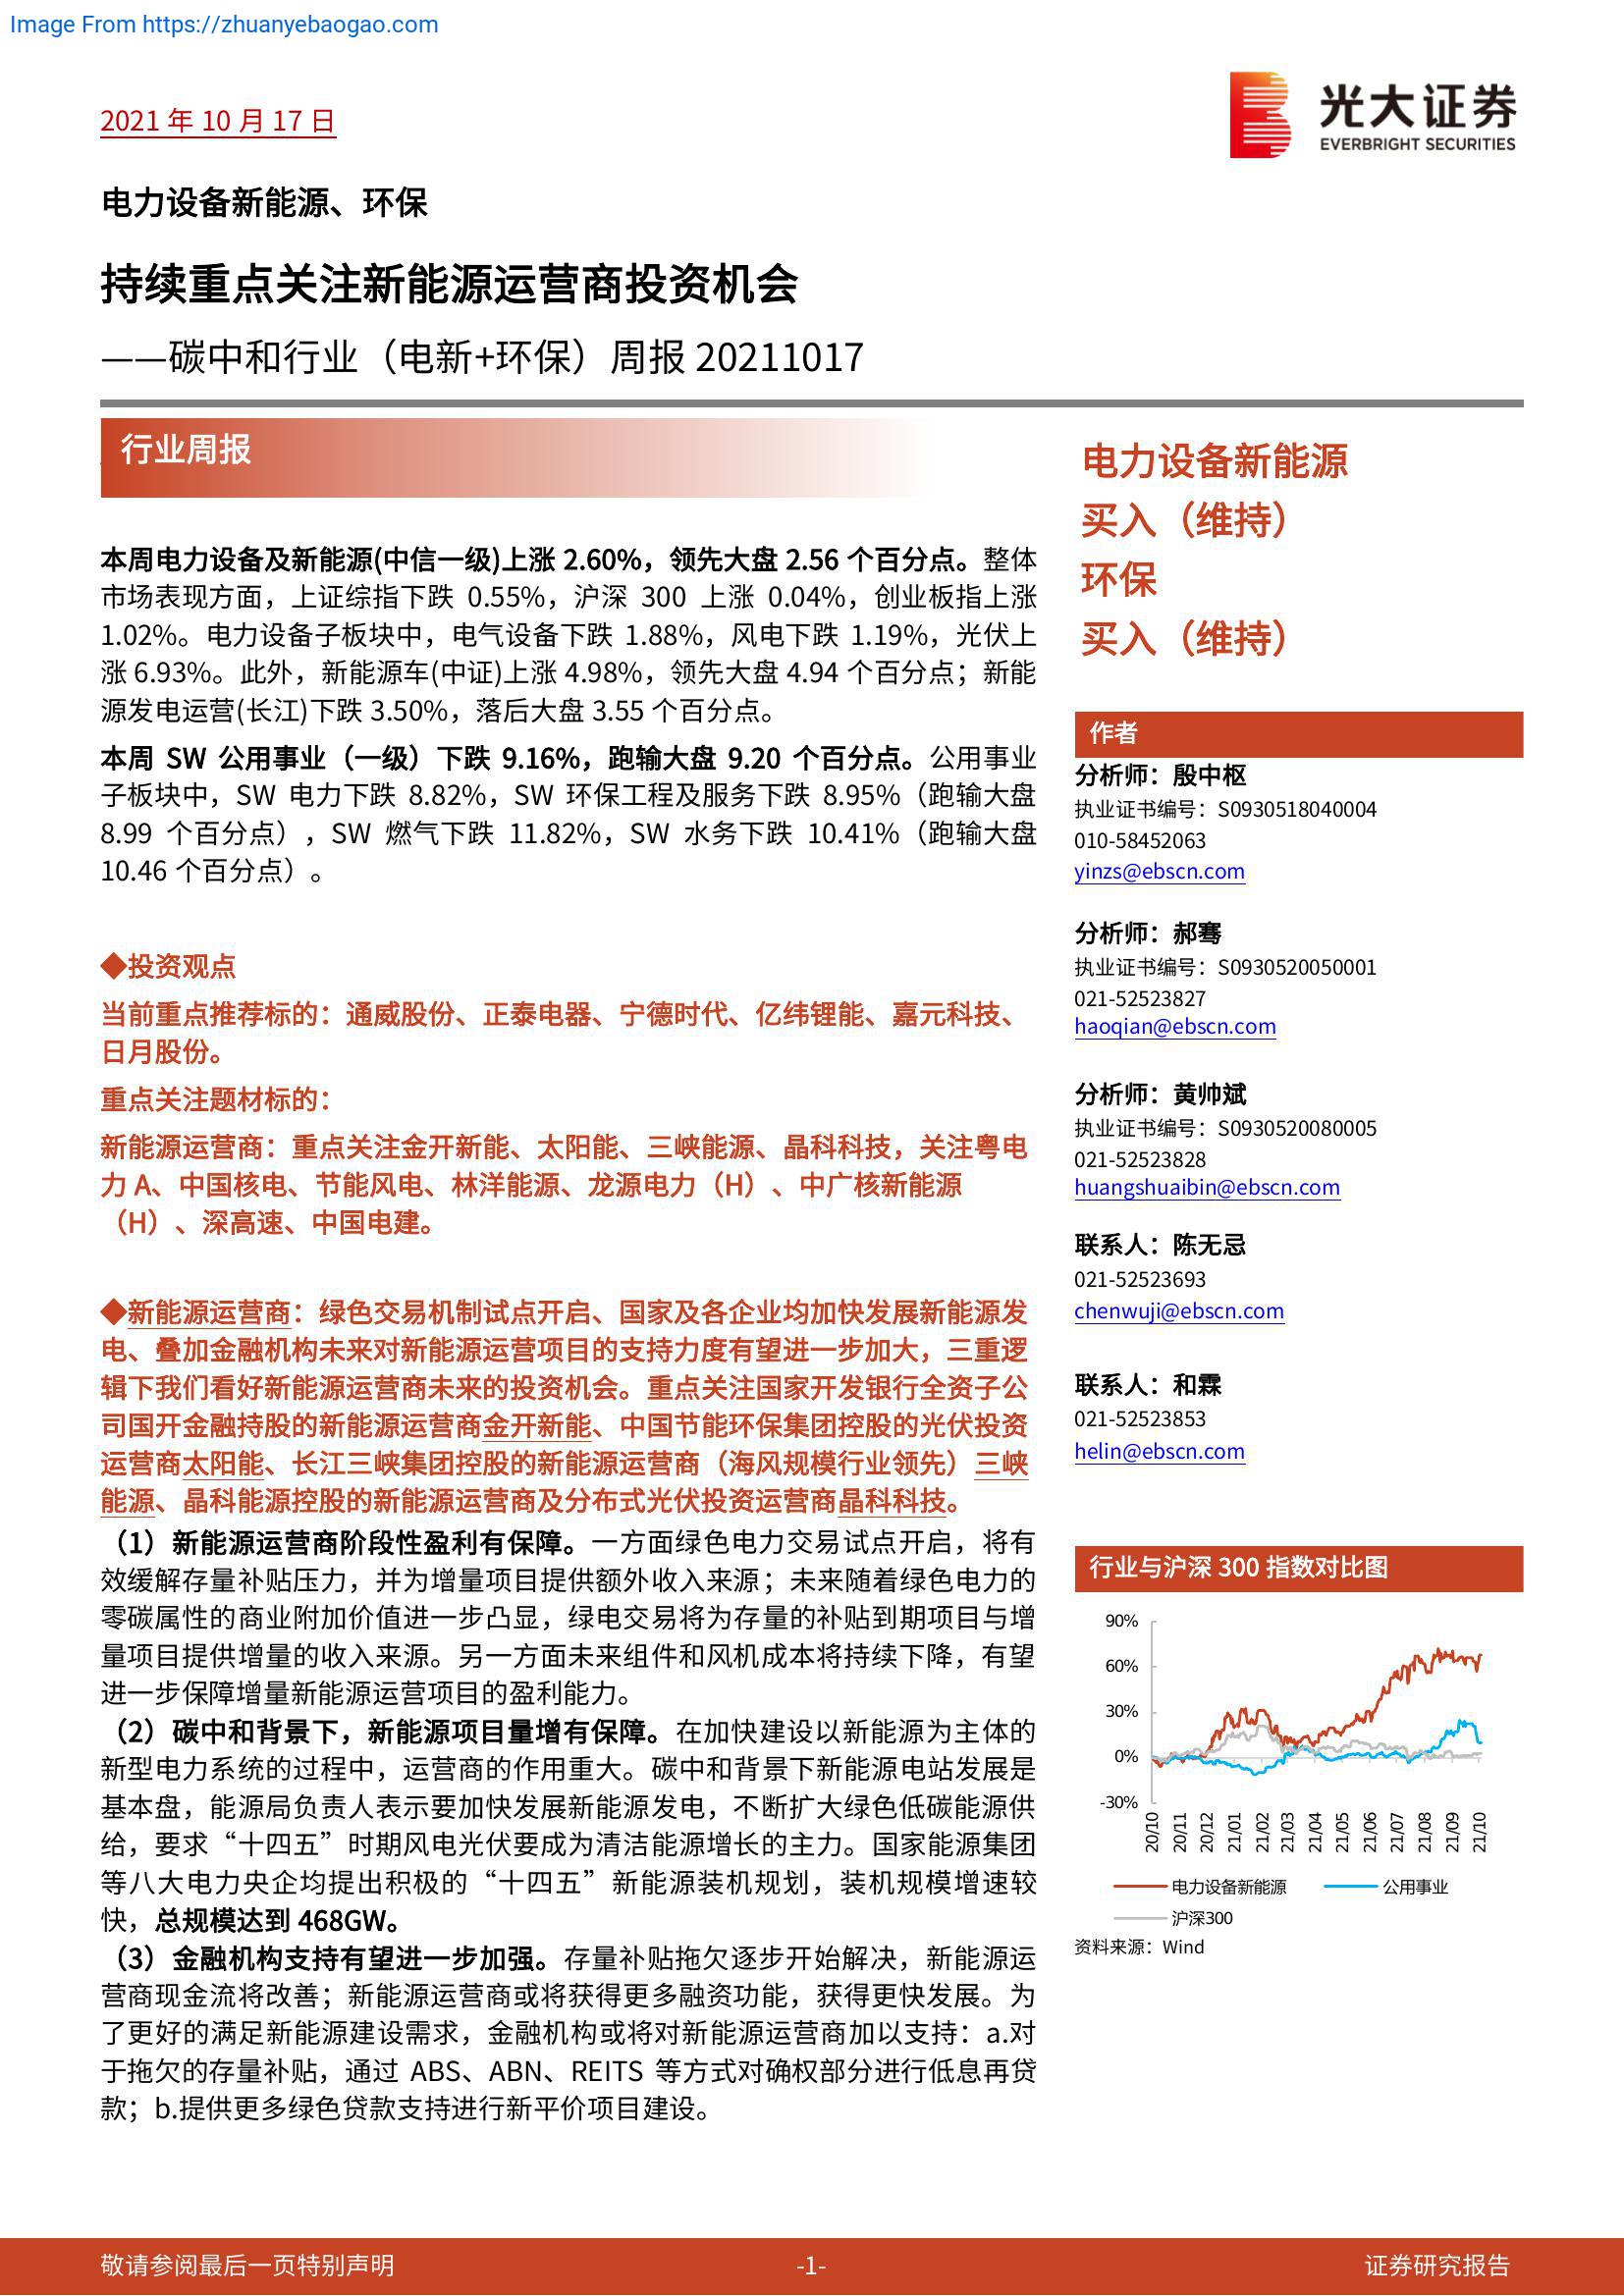 Image From https://zhuanyebaogao.com
2021 年 10 月 17 日
光大证券
EVERBRIGHT SECURITIES
电力设备新能源、环保
持续重点关注新能源运营商投资机会
——碳中和行业（电新+环保）周报 20211017
行业周报
本周电力设备及新能源(中信一级)上涨 2.60%，领先大盘 2.56 个百分点。整体
市场表现方面，上证综指下跌 0.55%，沪深 300 上涨 0.04%，创业板指上涨
1.02%。电力设备子板块中，电气设备下跌 1.88%，风电下跌 1.19%，光伏上
涨 6.93%。此外，新能源车(中证)上涨 4.98%，领先大盘 4.94 个百分点；新能
源发电运营(长江)下跌 3.50%，落后大盘 3.55 个百分点。
本周 SW 公用事业（一级）下跌 9.16%，跑输大盘 9.20 个百分点。公用事业
子板块中，SW 电力下跌 8.82%，SW 环保工程及服务下跌 8.95%（跑输大盘
8.99 个百分点），SW 燃气下跌 11.82%，SW 水务下跌 10.41%（跑输大盘
10.46 个百分点）。
◆投资观点
当前重点推荐标的：通威股份、正泰电器、宁德时代、亿纬锂能、嘉元科技、
日月股份。
重点关注题材标的：
新能源运营商：重点关注金开新能、太阳能、三峡能源、晶科科技，关注粤电
力 A、中国核电、节能风电、林洋能源、龙源电力（H）、中广核新能源
（H）、深高速、中国电建。
◆新能源运营商：绿色交易机制试点开启、国家及各企业均加快发展新能源发
电、叠加金融机构未来对新能源运营项目的支持力度有望进一步加大，三重逻
辑下我们看好新能源运营商未来的投资机会。重点关注国家开发银行全资子公
司国开金融持股的新能源运营商金开新能、中国节能环保集团控股的光伏投资
运营商太阳能、长江三峡集团控股的新能源运营商（海风规模行业领先）三峡
能源、晶科能源控股的新能源运营商及分布式光伏投资运营商晶科科技。
（1）新能源运营商阶段性盈利有保障。一方面绿色电力交易试点开启，将有
效缓解存量补贴压力，并为增量项目提供额外收入来源；未来随着绿色电力的
零碳属性的商业附加价值进一步凸显，绿电交易将为存量的补贴到期项目与增
量项目提供增量的收入来源。另一方面未来组件和风机成本将持续下降，有望
进一步保障增量新能源运营项目的盈利能力。
（2）碳中和背景下，新能源项目量增有保障。在加快建设以新能源为主体的
新型电力系统的过程中，运营商的作用重大。碳中和背景下新能源电站发展是
基本盘，能源局负责人表示要加快发展新能源发电，不断扩大绿色低碳能源供
给，要求“十四五”时期风电光伏要成为清洁能源增长的主力。国家能源集团
等八大电力央企均提出积极的“十四五”新能源装机规划，装机规模增速较
快，总规模达到 468GW。
（3）金融机构支持有望进一步加强。存量补贴拖欠逐步开始解决，新能源运
营商现金流将改善；新能源运营商或将获得更多融资功能，获得更快发展。为
了更好的满足新能源建设需求，金融机构或将对新能源运营商加以支持：a.对
于拖欠的存量补贴，通过 ABS、ABN、REITS 等方式对确权部分进行低息再贷
款；b.提供更多绿色贷款支持进行新平价项目建设。
电力设备新能源
买入（维持）
环保
买入（维持）
作者
分析师：殷中枢
执业证书编号：S0930518040004
010-58452063
yinzs@ebscn.com
分析师：郝骞
执业证书编号：S0930520050001
021-52523827
haoqian@ebscn.com
分析师：黄帅斌
执业证书编号：S0930520080005
021-52523828
huangshuaibin@ebscn.com
联系人：陈无忌
021-52523693
chenwuji@ebscn.com
联系人：和霖
021-52523853
helin@ebscn.com
行业与沪深 300 指数对比图
90%
60%
30%
0%
-30%
20/10 20/11 20/12 21/01 21/02 21/03 21/04 21/05 21/06 21/07 21/08 21/09 21/10
电力设备新能源 公用事业
沪深300
资料来源：Wind
敬请参阅最后一页特别声明 -1- 证券研究报告